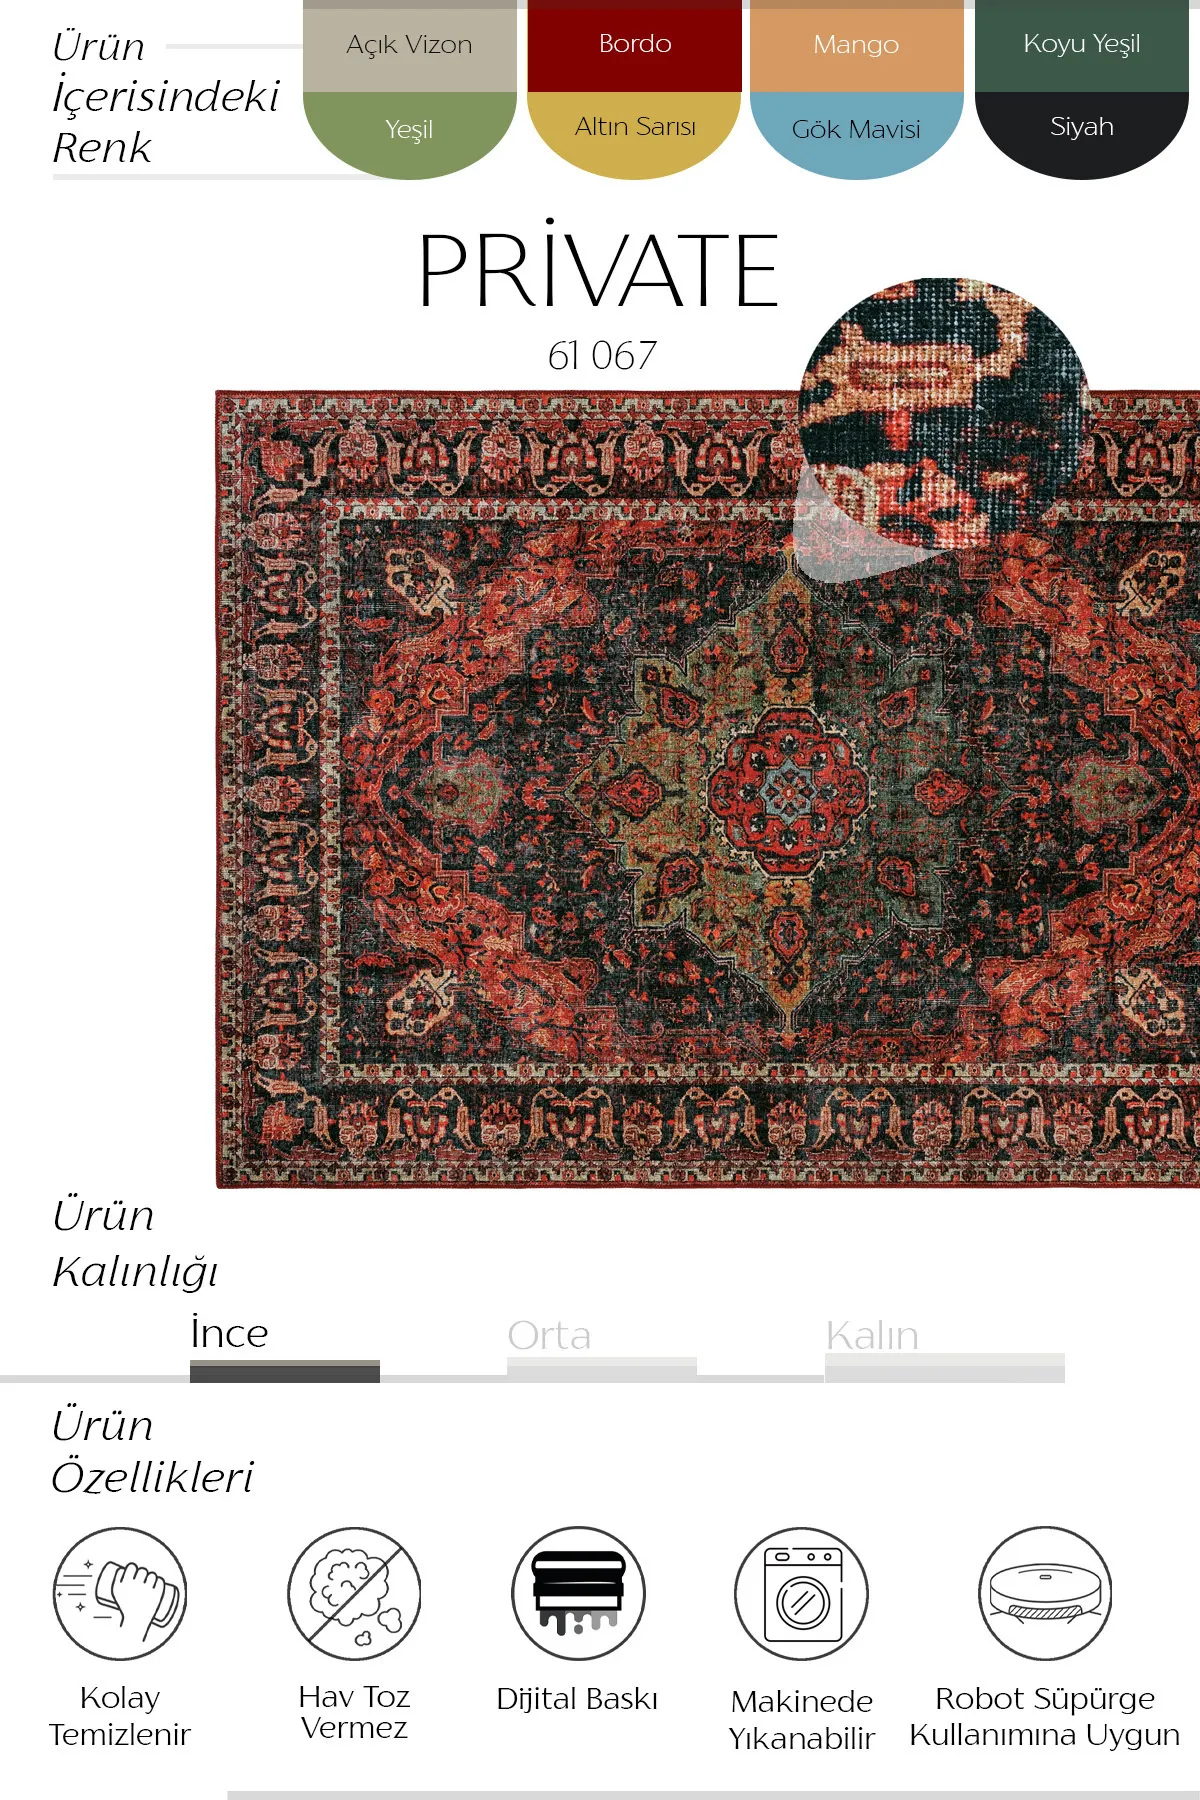 Ürün
İçerisindeki
Renk
Açık Vizon
Bordo
Mango
Koyu Yeşil
Yeşil
Altın Sarısı
Gök Mavisi
Siyah
PRİVATE
61 067
Ürün
Kalınlığı
İnce
Orta
Kalın
Ürün
Özellikleri
Kolay
Temizlenir
Hav Toz
Vermez
Dijital Baskı
Makinede
Yıkanabilir
Robot Süpürge
Kullanımına Uygun